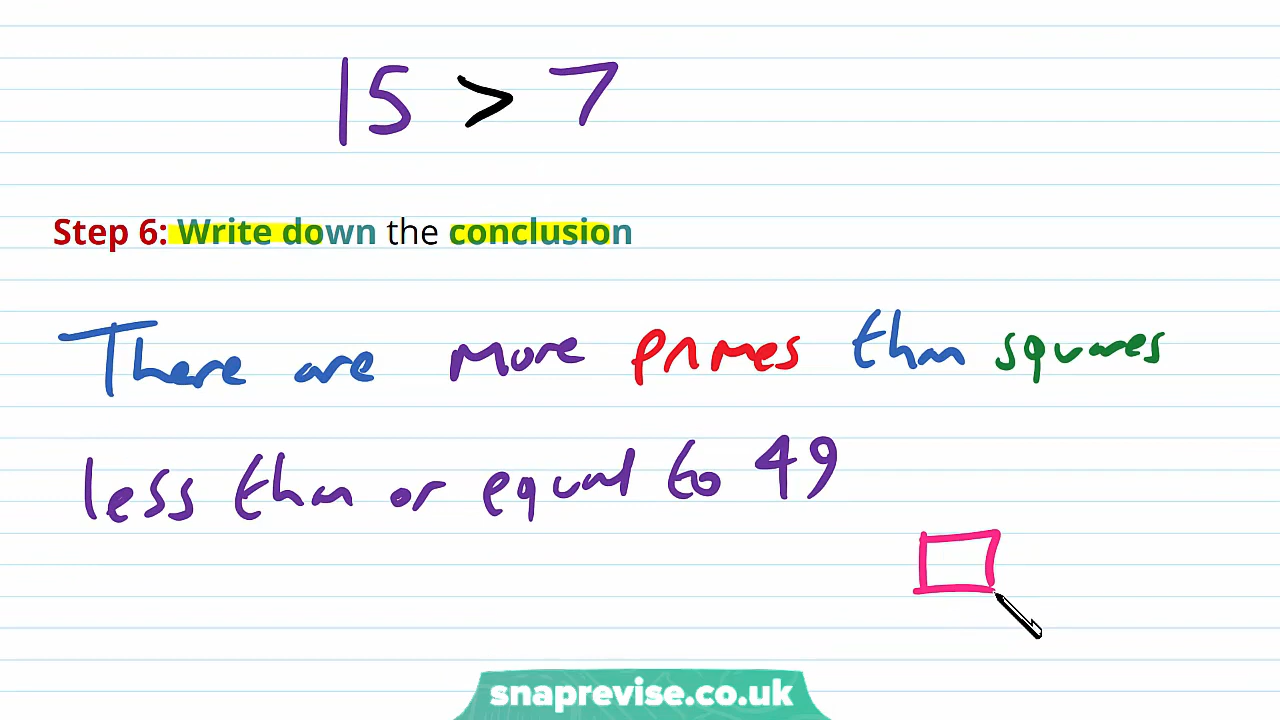 15 > 7
Step 6: Write down the conclusion
There are more primes than squares
less than or equal to 49
snaprevise.co.uk